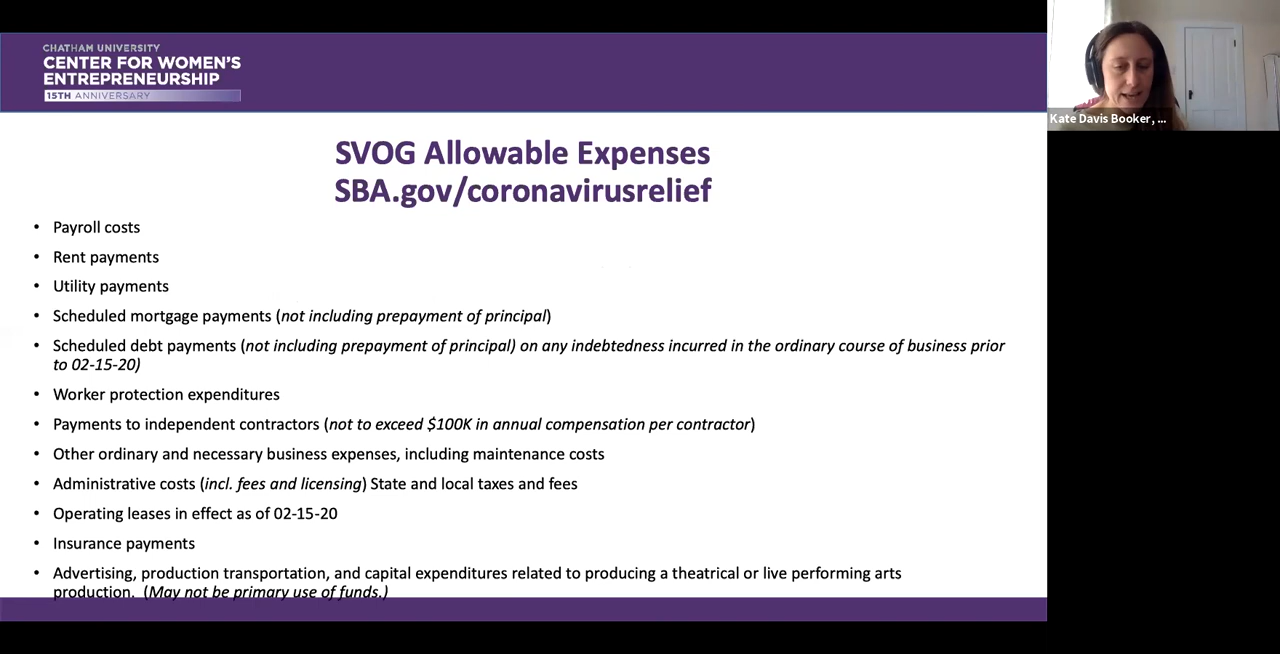 CHATHAM UNIVERSITY
CENTER FOR WOMEN'S
ENTREPRENEURSHIP
15TH ANNIVERSARY
Kate Davis Booker, ...
SVOG Allowable Expenses
SBA.gov/coronavirusrelief
• Payroll costs
• Rent payments
• Utility payments
• Scheduled mortgage payments (not including prepayment of principal)
• Scheduled debt payments (not including prepayment of principal) on any indebtedness incurred in the ordinary course of business prior
to 02-15-20)
• Worker protection expenditures
• Payments to independent contractors (not to exceed $100K in annual compensation per contractor)
• Other ordinary and necessary business expenses, including maintenance costs
• Administrative costs (incl. fees and licensing) State and local taxes and fees
• Operating leases in effect as of 02-15-20
• Insurance payments
• Advertising, production transportation, and capital expenditures related to producing a theatrical or live performing arts
production. (May not be primary use of funds.)